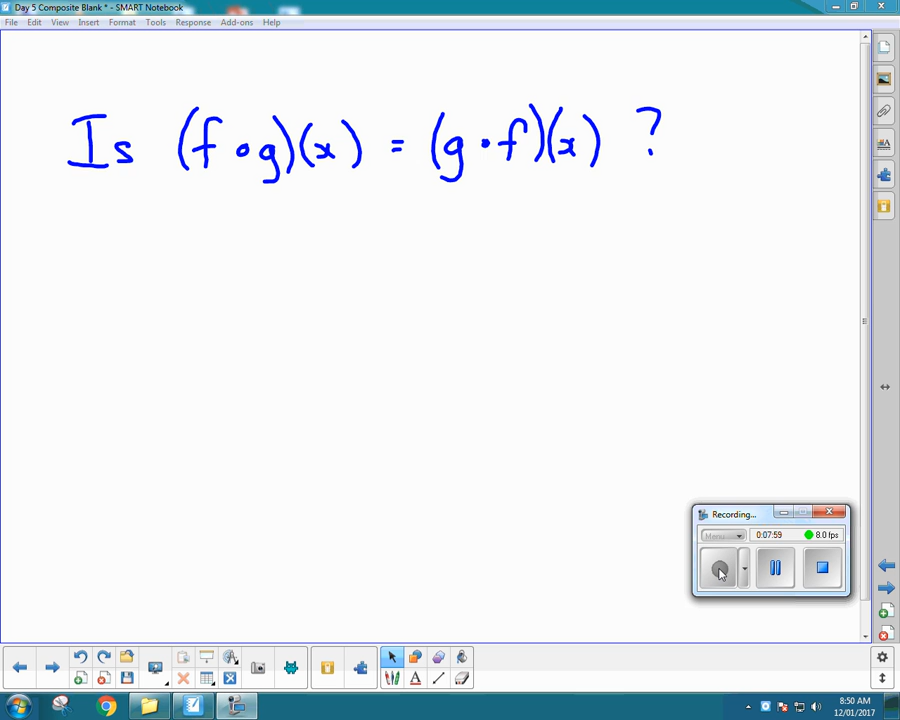 Day 5 Composite Blank * - SMART Notebook
File Edit View Insert Format Tools Response Add-ons Help
Is (f∘g)(x) = (g∘f)(x) ?
Recording...
Menu 0:07:59 8.0 fps
8:50 AM
12/01/2017